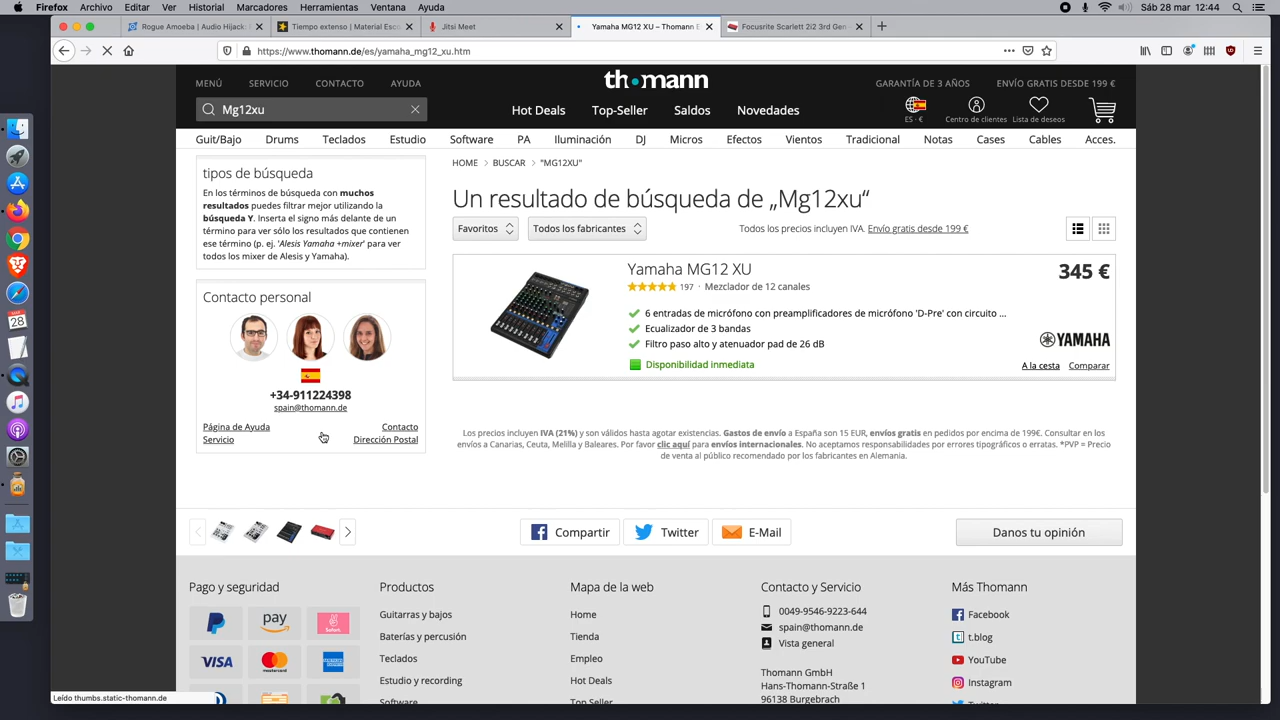 Firefox Archivo Editar Ver Historial Marcadores Herramientas Ventana Ayuda
Sáb 28 mar 12:44
Rogue Amoeba | Audio Hijack:
Tiempo extenso | Material Esc
Jitsi Meet
Yamaha MG12 XU – Thomann E
Focusrite Scarlett 2i2 3rd Gen
https://www.thomann.de/es/yamaha_mg12_xu.htm
MENÚ SERVICIO CONTACTO AYUDA
th•mann
GARANTÍA DE 3 AÑOS ENVÍO GRATIS DESDE 199 €
Mg12xu
Hot Deals Top-Seller Saldos Novedades
ES · € Centro de clientes Lista de deseos
Guit/Bajo Drums Teclados Estudio Software PA Iluminación DJ Micros Efectos Vientos Tradicional Notas Cases Cables Acces.
tipos de búsqueda
En los términos de búsqueda con muchos
resultados puedes filtrar mejor utilizando la
búsqueda Y. Inserta el signo más delante de un
término para ver sólo los resultados que contienen
ese término (p. ej. 'Alesis Yamaha +mixer' para ver
todos los mixer de Alesis y Yamaha).
Contacto personal
+34-911224398
spain@thomann.de
Página de Ayuda Contacto
Servicio Dirección Postal
HOME > BUSCAR > "MG12XU"
Un resultado de búsqueda de „Mg12xu“
Favoritos Todos los fabricantes Todos los precios incluyen IVA. Envío gratis desde 199 €
Yamaha MG12 XU 345 €
197 · Mezclador de 12 canales
6 entradas de micrófono con preamplificadores de micrófono 'D-Pre' con circuito ...
Ecualizador de 3 bandas
Filtro paso alto y atenuador pad de 26 dB
YAMAHA
Disponibilidad inmediata
A la cesta Comparar
Los precios incluyen IVA (21%) y son válidos hasta agotar existencias. Gastos de envío a España son 15 EUR, envíos gratis en pedidos por encima de 199€. Consultar en los
envíos a Canarias, Ceuta, Melilla y Baleares. Por favor clic aquí para envíos internacionales. No aceptamos responsabilidades por errores tipográficos o erratas. *PVP = Precio
de venta al público recomendado por los fabricantes en Alemania.
Compartir Twitter E-Mail Danos tu opinión
Pago y seguridad
pay
VISA
Productos
Guitarras y bajos
Baterías y percusión
Teclados
Estudio y recording
Software
Mapa de la web
Home
Tienda
Empleo
Hot Deals
Top Seller
Contacto y Servicio
0049-9546-9223-644
spain@thomann.de
Vista general
Thomann GmbH
Hans-Thomann-Straße 1
96138 Burgebrach
Más Thomann
Facebook
t.blog
YouTube
Instagram
Twitter
Leído thumbs.static-thomann.de